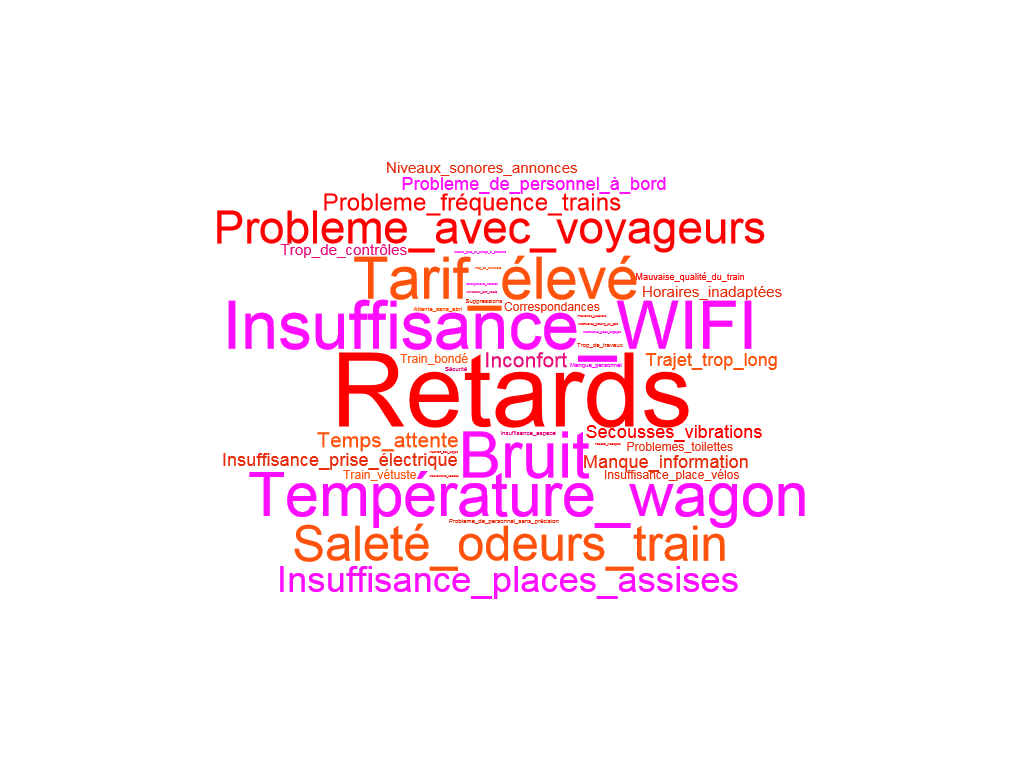 Niveaux_sonores_annonces
Probleme_de_personnel_à_bord
Probleme_fréquence_trains
Probleme_avec_voyageurs
Trop_de_contrôles
Tarif_élevé
Mauvaise_qualité_du_train
Horaires_inadaptées
Suppressions
Attente_sans_abri
Correspondances
Insuffisance_WIFI
Trop_de_travaux
Train_bondé
Inconfort
Trajet_trop_long
Manque_personnel
Sécurité
Retards
Insuffisance_espace
Secousses_vibrations
Temps_attente
Problemes_toilettes
Bruit
Insuffisance_prise_électrique
Manque_information
Train_vétuste
Insuffisance_place_vélos
Température_wagon
Probleme_de_personnel_sans_précision
Saleté_odeurs_train
Insuffisance_places_assises